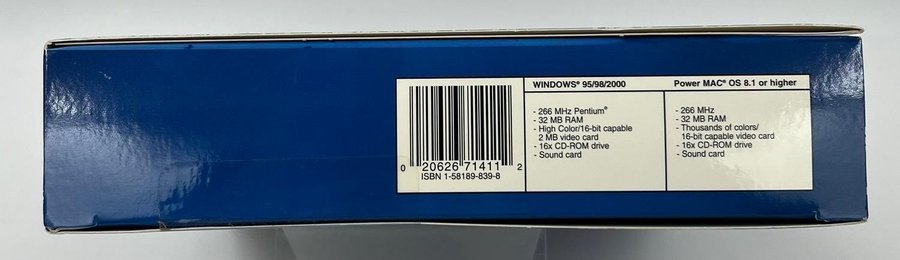 0 20626 71411 2
ISBN 1-58189-839-8
WINDOWS® 95/98/2000
- 266 MHz Pentium®
- 32 MB RAM
- High Color/16-bit capable
2 MB video card
- 16x CD-ROM drive
- Sound card
Power MAC® OS 8.1 or higher
- 266 MHz
- 32 MB RAM
- Thousands of colors/
16-bit capable video card
- 16x CD-ROM drive
- Sound card